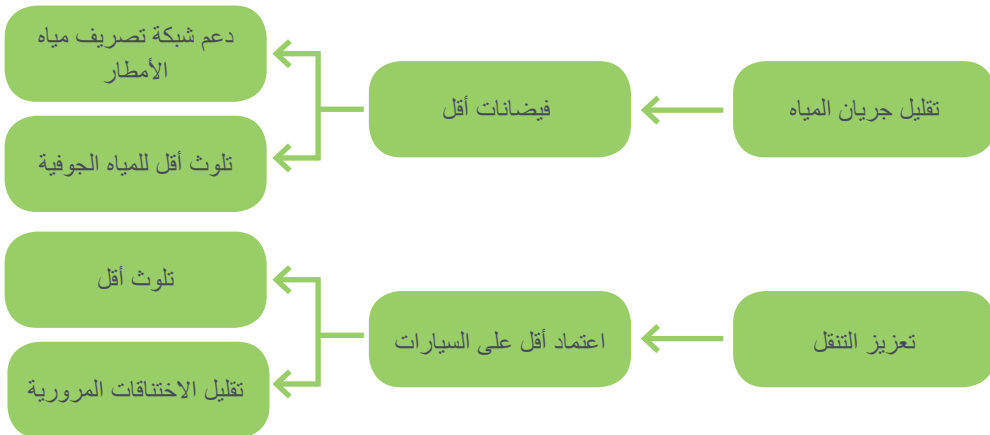 تقليل جريان المياه
فيضانات أقل
دعم شبكة تصريف مياه
الأمطار
تلوث أقل للمياه الجوفية
تعزيز التنقل
اعتماد أقل على السيارات
تلوث أقل
تقليل الاختناقات المرورية